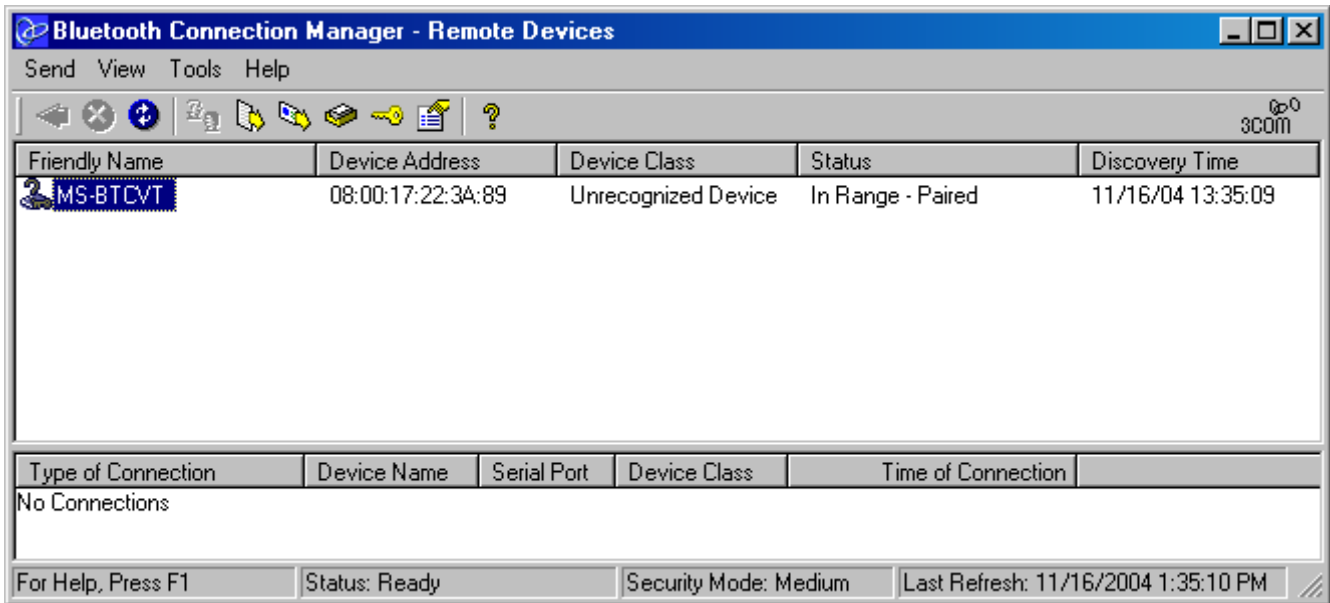 Bluetooth Connection Manager - Remote Devices
Send View Tools Help
3COM
Friendly Name Device Address Device Class Status Discovery Time
MS-BTCVT 08:00:17:22:3A:89 Unrecognized Device In Range - Paired 11/16/04 13:35:09
Type of Connection Device Name Serial Port Device Class Time of Connection
No Connections
For Help, Press F1 Status: Ready Security Mode: Medium Last Refresh: 11/16/2004 1:35:10 PM